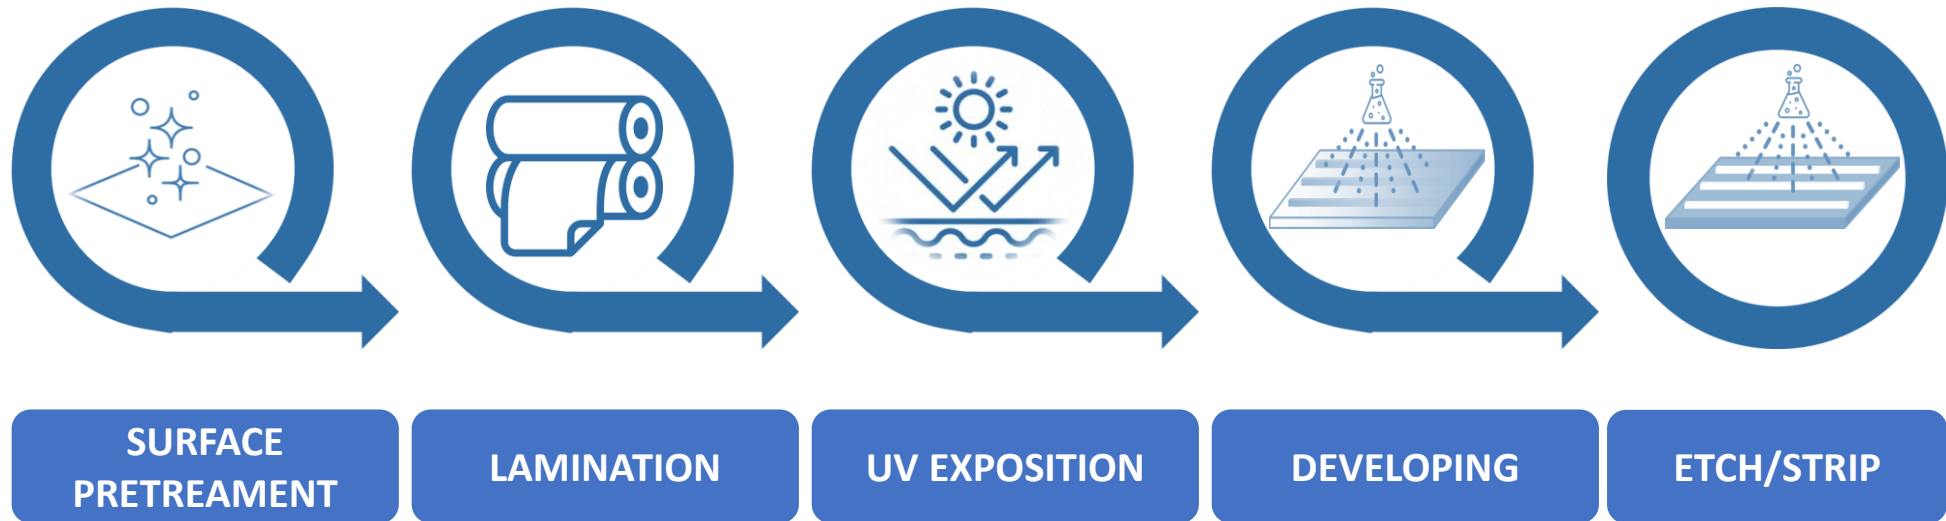 SURFACE
PRETREAMENT
LAMINATION
UV EXPOSITION
DEVELOPING
ETCH/STRIP